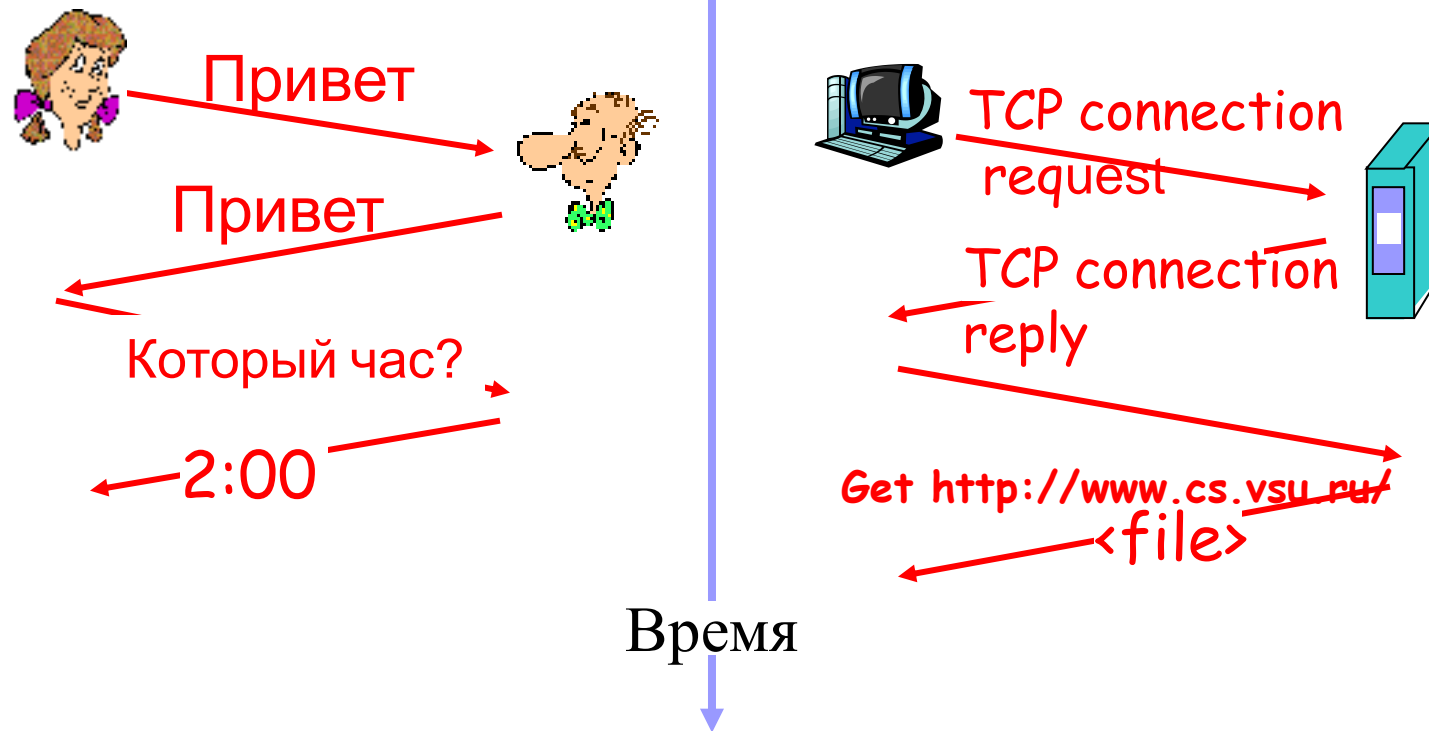 Привет
Привет
Который час?
2:00
TCP connection
request
TCP connection
reply
Get http://www.cs.vsu.ru/
<file>
Время